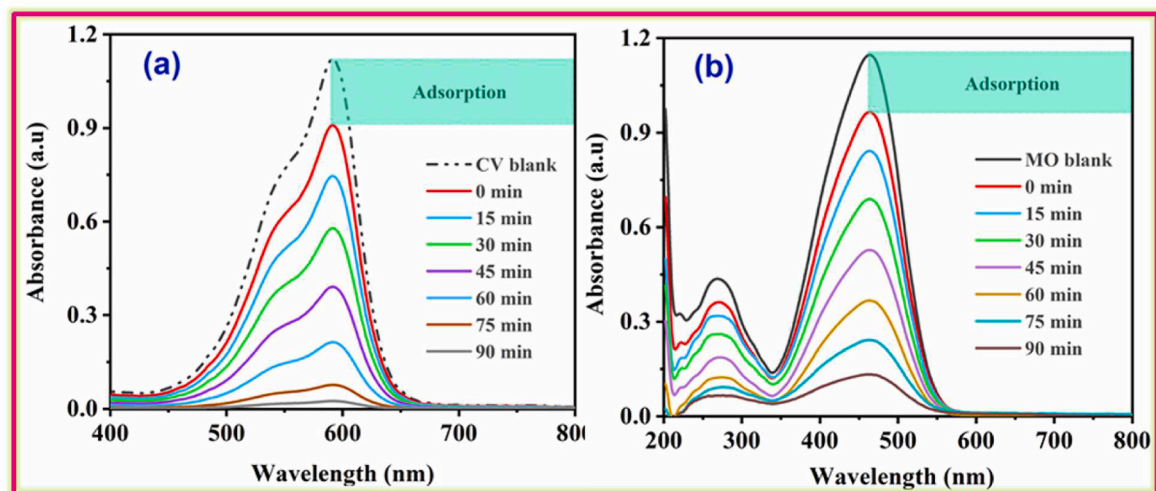 (a)
Absorbance (a.u)
1.2
0.9
0.6
0.3
0.0
Adsorption
CV blank
0 min
15 min
30 min
45 min
60 min
75 min
90 min
400 500 600 700 800
Wavelength (nm)
(b)
Absorbance (a.u)
1.2
0.9
0.6
0.3
0.0
Adsorption
MO blank
0 min
15 min
30 min
45 min
60 min
75 min
90 min
200 300 400 500 600 700 800
Wavelength (nm)